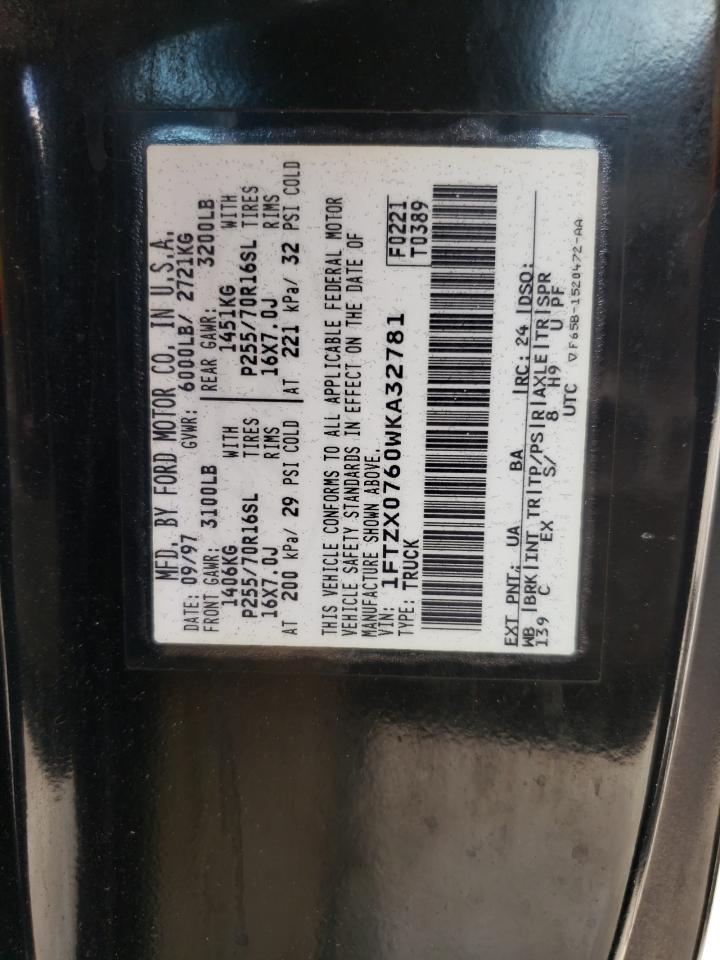 MFD. BY FORD MOTOR CO. IN U.S.A.
DATE: 09/97 GVWR: 6000LB/ 2721KG
FRONT GAWR: 3100LB REAR GAWR: 3200LB
1406KG WITH 1451KG WITH
P255/70R16SL TIRES P255/70R16SL TIRES
16X7.0J RIMS 16X7.0J RIMS
AT 200 kPa/ 29 PSI COLD AT 221 kPa/ 32 PSI COLD
THIS VEHICLE CONFORMS TO ALL APPLICABLE FEDERAL MOTOR
VEHICLE SAFETY STANDARDS IN EFFECT ON THE DATE OF
MANUFACTURE SHOWN ABOVE.
VIN: 1FTZX0760WKA32781 F0221
TYPE: TRUCK T0389
EXT PNT: UA BA RC: 24 DSO:
WB BRK INT TR TP/PS R AXLE TR SPR
139 C EX S/ 8 H9 U PF
UTC ▽F65B-1520472-AA